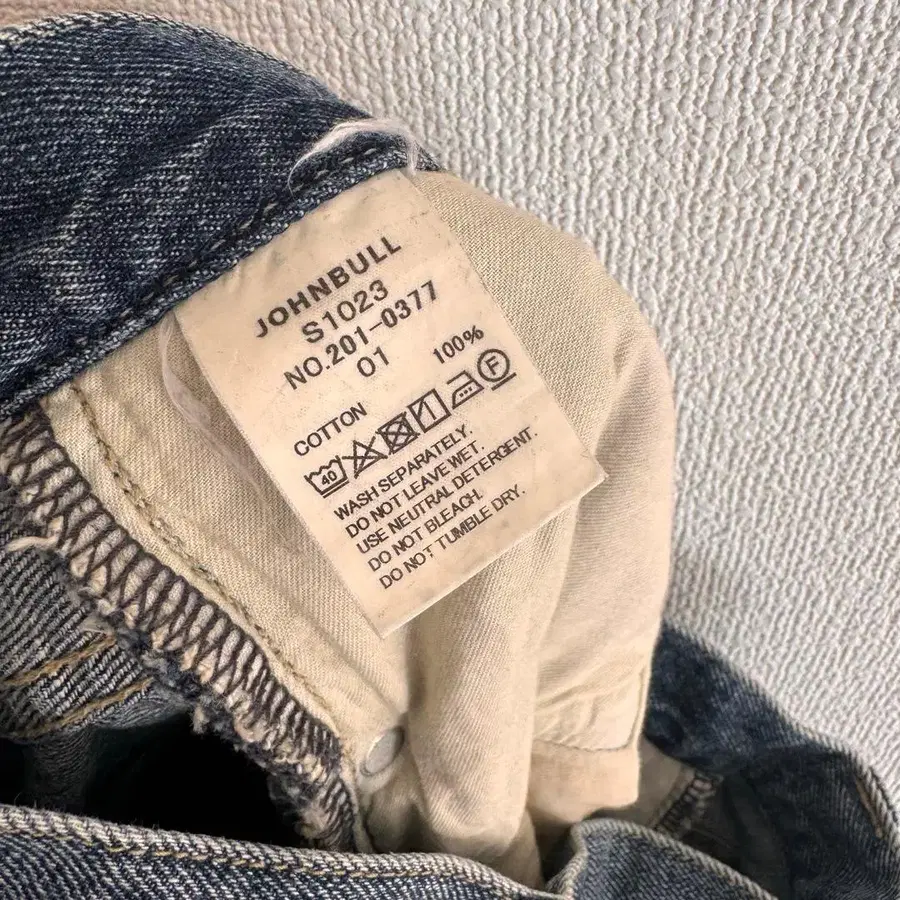 JOHNBULL
S1023
NO.201-0377
01
COTTON 100%
40 F
WASH SEPARATELY.
DO NOT LEAVE WET.
USE NEUTRAL DETERGENT.
DO NOT BLEACH.
DO NOT TUMBLE DRY.